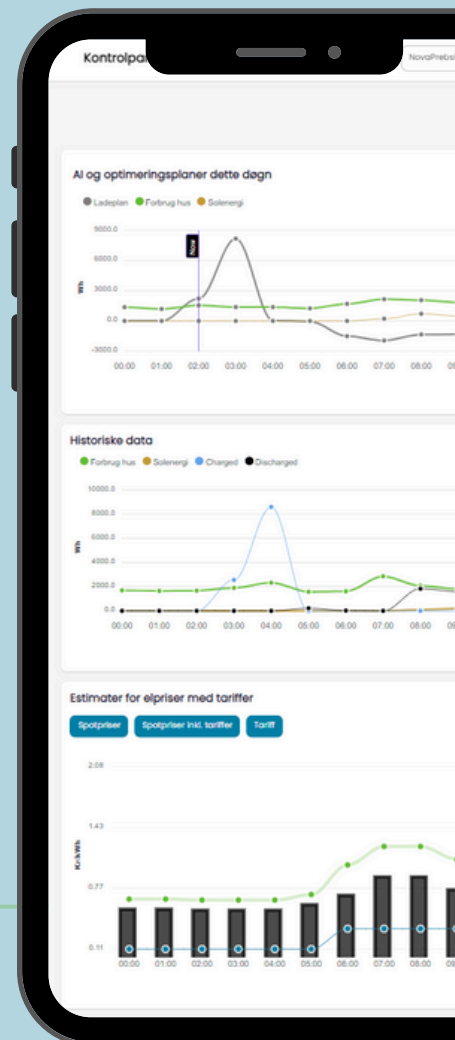 Kontrolpa
NovaPrebsi
AI og optimeringsplaner dette døgn
Ladeplan Forbrug hus Solenergi
9000.0
Now
6000.0
Wh
3000.0
0.0
-3000.0
00:00 01:00 02:00 03:00 04:00 05:00 06:00 07:00 08:00 09
Historiske data
Forbrug hus Solenergi Charged Discharged
10000.0
8000.0
6000.0
Wh
4000.0
2000.0
0.0
00:00 01:00 02:00 03:00 04:00 05:00 06:00 07:00 08:00 09
Estimater for elpriser med tariffer
Spotpriser Spotpriser inkl. tariffer Tariff
2.08
1.43
Kr/kWh
0.77
0.11
00:00 01:00 02:00 03:00 04:00 05:00 06:00 07:00 08:00 09